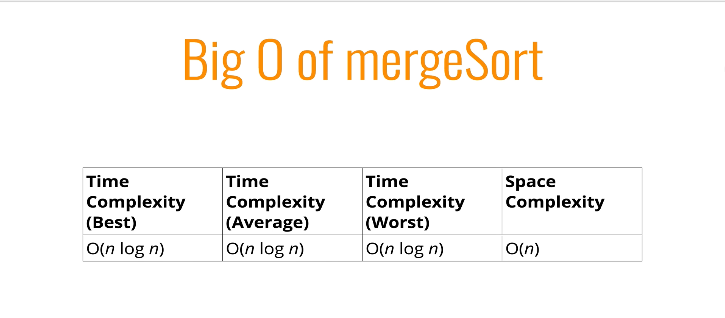 Big O of mergeSort
Time Complexity (Best)
Time Complexity (Average)
Time Complexity (Worst)
Space Complexity
O(n log n)
O(n log n)
O(n log n)
O(n)